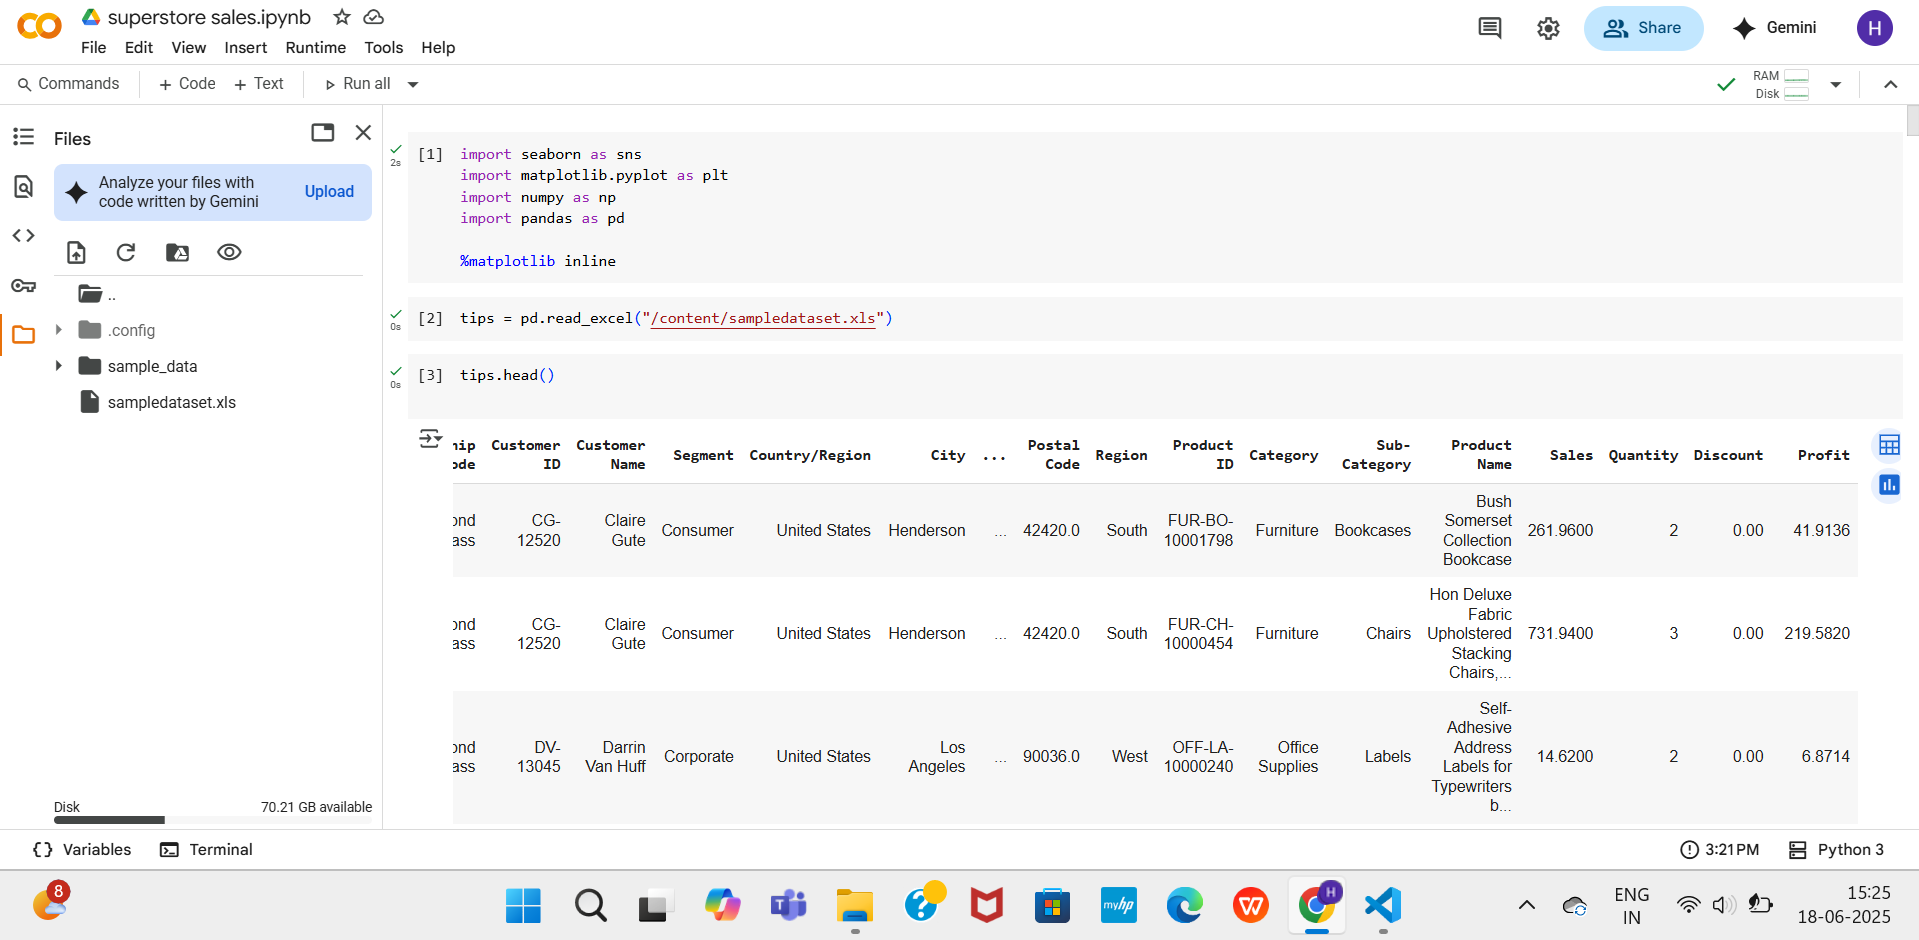 superstore sales.ipynb
File Edit View Insert Runtime Tools Help
Share
Gemini
H
Commands + Code + Text Run all
RAM
Disk
Files
Analyze your files with
code written by Gemini
Upload
..
.config
sample_data
sampledataset.xls
Disk 70.21 GB available
2s
[1] import seaborn as sns
import matplotlib.pyplot as plt
import numpy as np
import pandas as pd
%matplotlib inline
0s
[2] tips = pd.read_excel("/content/sampledataset.xls")
0s
[3] tips.head()
hip Customer Customer Segment Country/Region City ... Postal Region Product Category Sub- Product Sales Quantity Discount Profit
ode ID Name Code ID Category Name
ond CG- Claire Consumer United States Henderson ... 42420.0 South FUR-BO- Furniture Bookcases Bush 261.9600 2 0.00 41.9136
ass 12520 Gute 10001798 Somerset
Collection
Bookcase
ond CG- Claire Consumer United States Henderson ... 42420.0 South FUR-CH- Furniture Chairs Hon Deluxe 731.9400 3 0.00 219.5820
ass 12520 Gute 10000454 Fabric
Upholstered
Stacking
Chairs,...
ond DV- Darrin Corporate United States Los ... 90036.0 West OFF-LA- Office Labels Self- 14.6200 2 0.00 6.8714
ass 13045 Van Huff Angeles 10000240 Supplies Adhesive
Address
Labels for
Typewriters
b...
Variables Terminal
3:21 PM Python 3
8
myhp
H
ENG
IN
15:25
18-06-2025